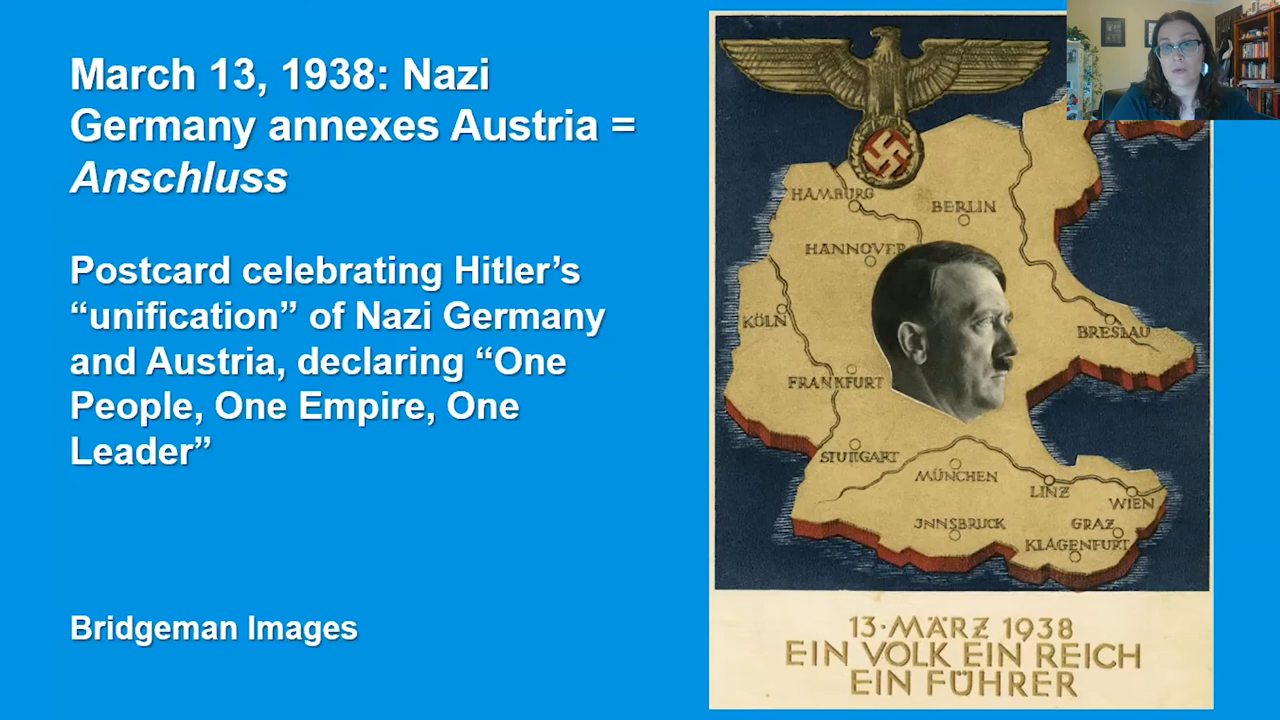 March 13, 1938: Nazi
Germany annexes Austria =
Anschluss
Postcard celebrating Hitler’s
“unification” of Nazi Germany
and Austria, declaring “One
People, One Empire, One
Leader”
Bridgeman Images
HAMBURG
BERLIN
HANNOVER
KÖLN
BRESLAU
FRANKFURT
STUTTGART
MÜNCHEN
LINZ
WIEN
JNNSBRUCK
GRAZ
KLAGENFURT
13·MÄRZ 1938
EIN VOLK EIN REICH
EIN FÜHRER